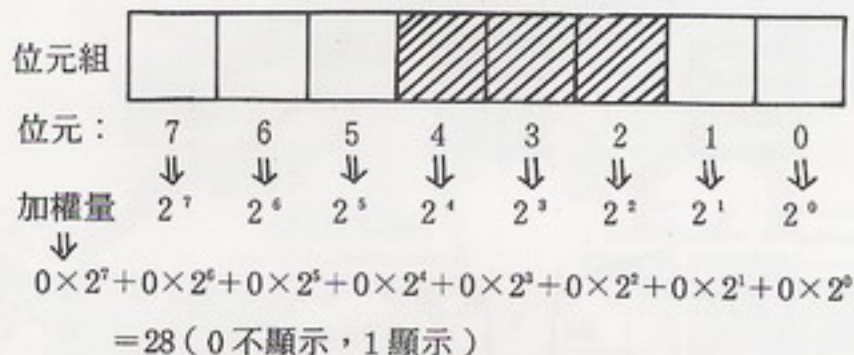 位元組
位元： 7 6 5 4 3 2 1 0
⇓ ⇓ ⇓ ⇓ ⇓ ⇓ ⇓ ⇓
加權量 2⁷ 2⁶ 2⁵ 2⁴ 2³ 2² 2¹ 2⁰
⇓
0×2⁷+0×2⁶+0×2⁵+0×2⁴+0×2³+0×2²+0×2¹+0×2⁰
=28（0不顯示，1顯示）